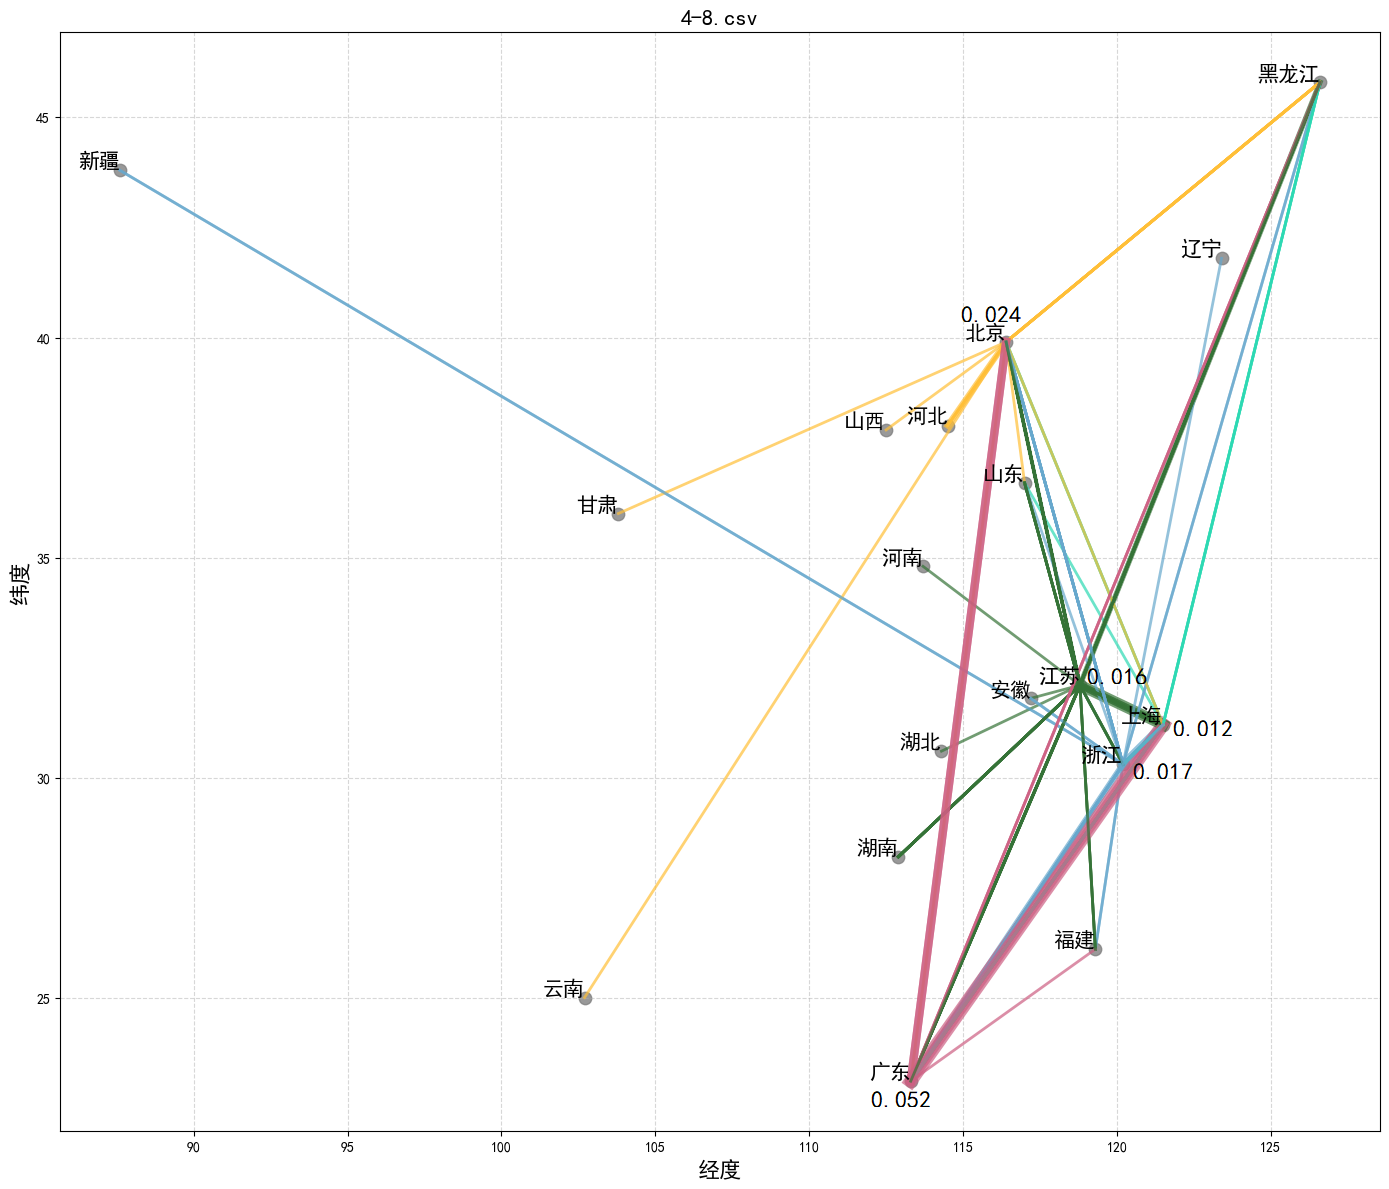 4-8.csv
黑龙江
45
新疆
辽宁
0.024
北京
40
山西
河北
山东
甘肃
河南
35
江苏
0.016
安徽
上海
0.012
湖北
浙江
0.017
30
湖南
福建
云南
25
广东
0.052
纬度
90
95
100
105
110
115
120
125
经度